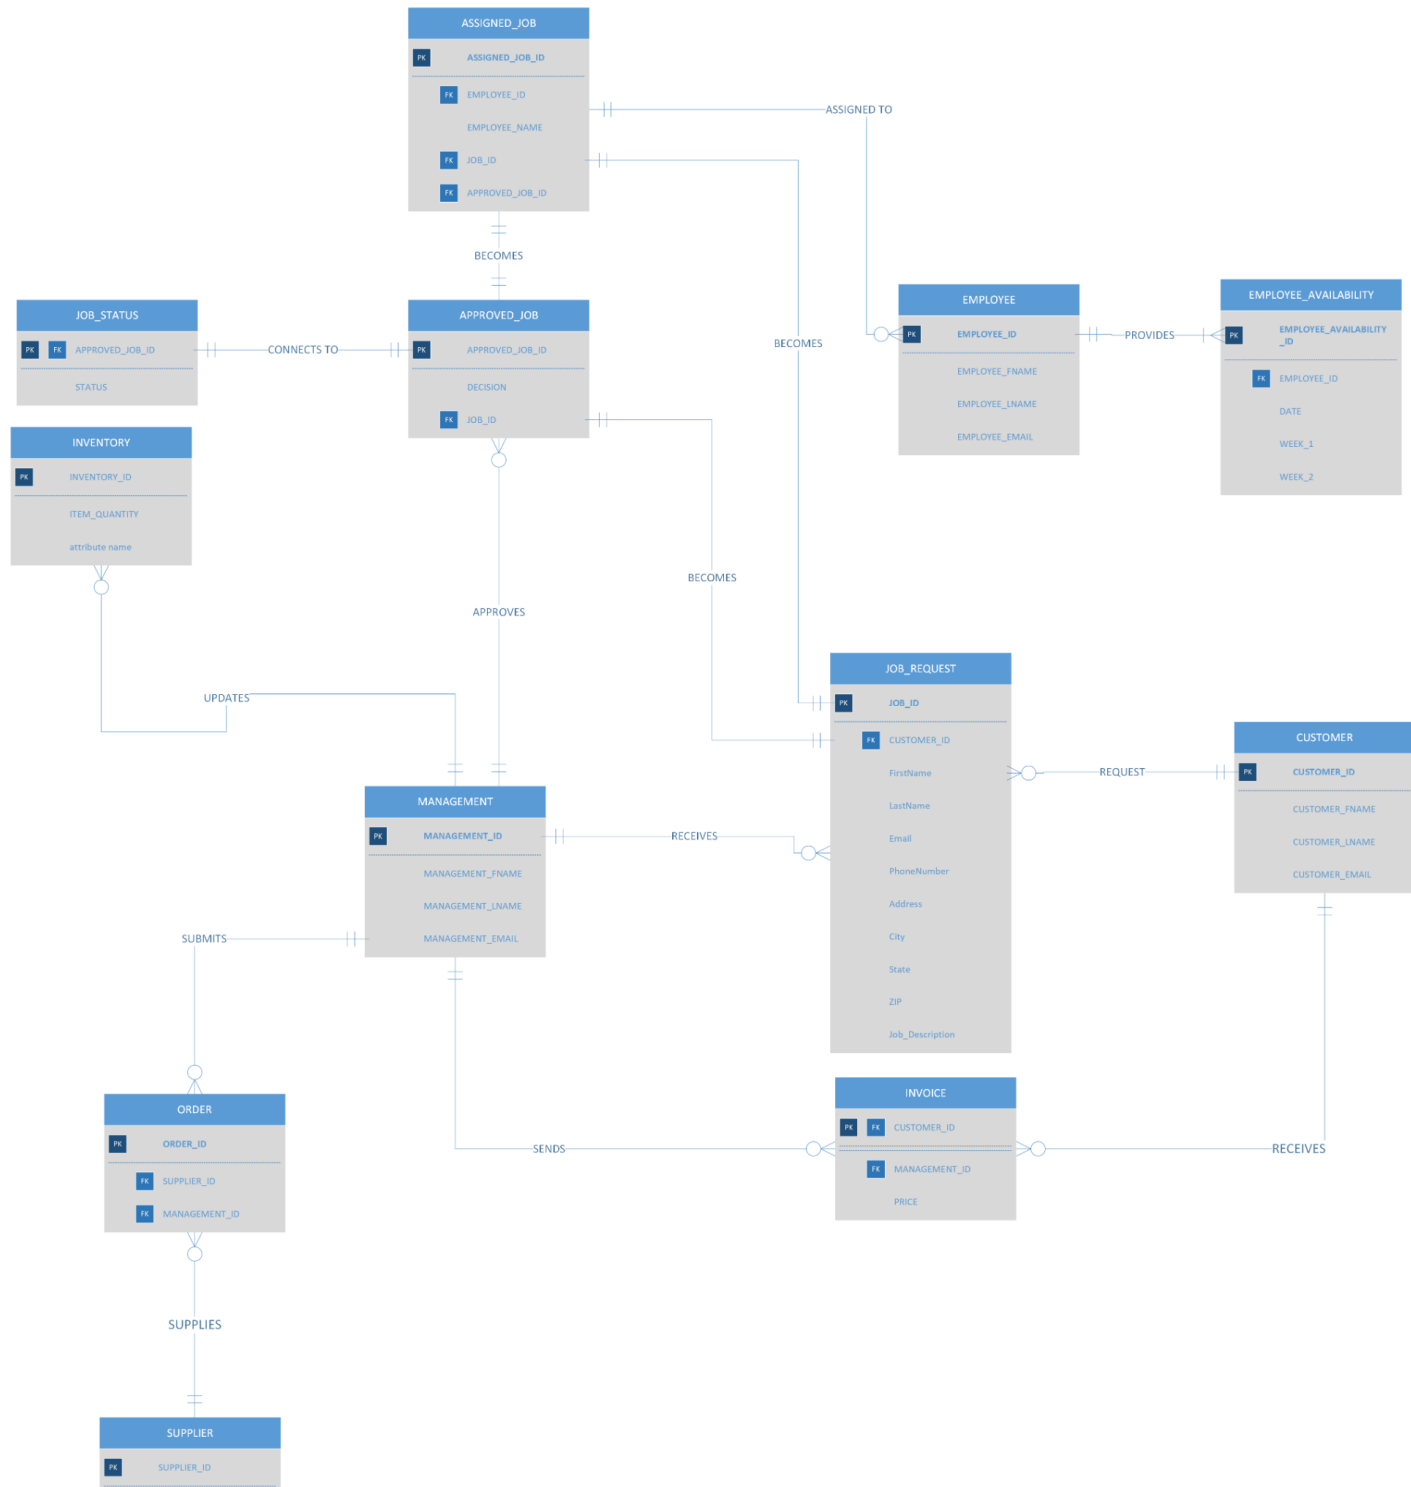 ASSIGNED_JOB
PK ASSIGNED_JOB_ID
FK EMPLOYEE_ID
EMPLOYEE_NAME
FK JOB_ID
FK APPROVED_JOB_ID
ASSIGNED TO
BECOMES
JOB_STATUS
PK FK APPROVED_JOB_ID
STATUS
CONNECTS TO
APPROVED_JOB
PK APPROVED_JOB_ID
DECISION
FK JOB_ID
BECOMES
EMPLOYEE
PK EMPLOYEE_ID
EMPLOYEE_FNAME
EMPLOYEE_LNAME
EMPLOYEE_EMAIL
PROVIDES
EMPLOYEE_AVAILABILITY
PK EMPLOYEE_AVAILABILITY
_ID
FK EMPLOYEE_ID
DATE
WEEK_1
WEEK_2
INVENTORY
PK INVENTORY_ID
ITEM_QUANTITY
attribute name
BECOMES
APPROVES
UPDATES
JOB_REQUEST
PK JOB_ID
FK CUSTOMER_ID
FirstName
LastName
Email
PhoneNumber
Address
City
State
ZIP
Job_Description
REQUEST
CUSTOMER
PK CUSTOMER_ID
CUSTOMER_FNAME
CUSTOMER_LNAME
CUSTOMER_EMAIL
MANAGEMENT
PK MANAGEMENT_ID
MANAGEMENT_FNAME
MANAGEMENT_LNAME
MANAGEMENT_EMAIL
RECEIVES
SUBMITS
ORDER
PK ORDER_ID
FK SUPPLIER_ID
FK MANAGEMENT_ID
SENDS
INVOICE
PK FK CUSTOMER_ID
FK MANAGEMENT_ID
PRICE
RECEIVES
SUPPLIES
SUPPLIER
PK SUPPLIER_ID